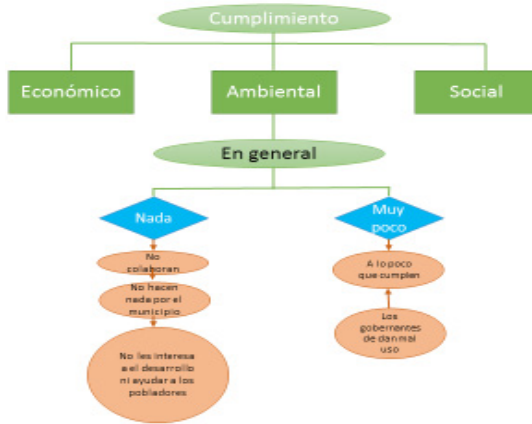 Cumplimiento
Económico
Ambiental
Social
En general
Nada
Muy
poco
No
colaboran
No hacen
nada por el
municipio
No les interesa
a el desarrollo
ni ayudar a los
pobladores
A lo poco
que cumplen
Los
gobernantes
de dan mal
uso